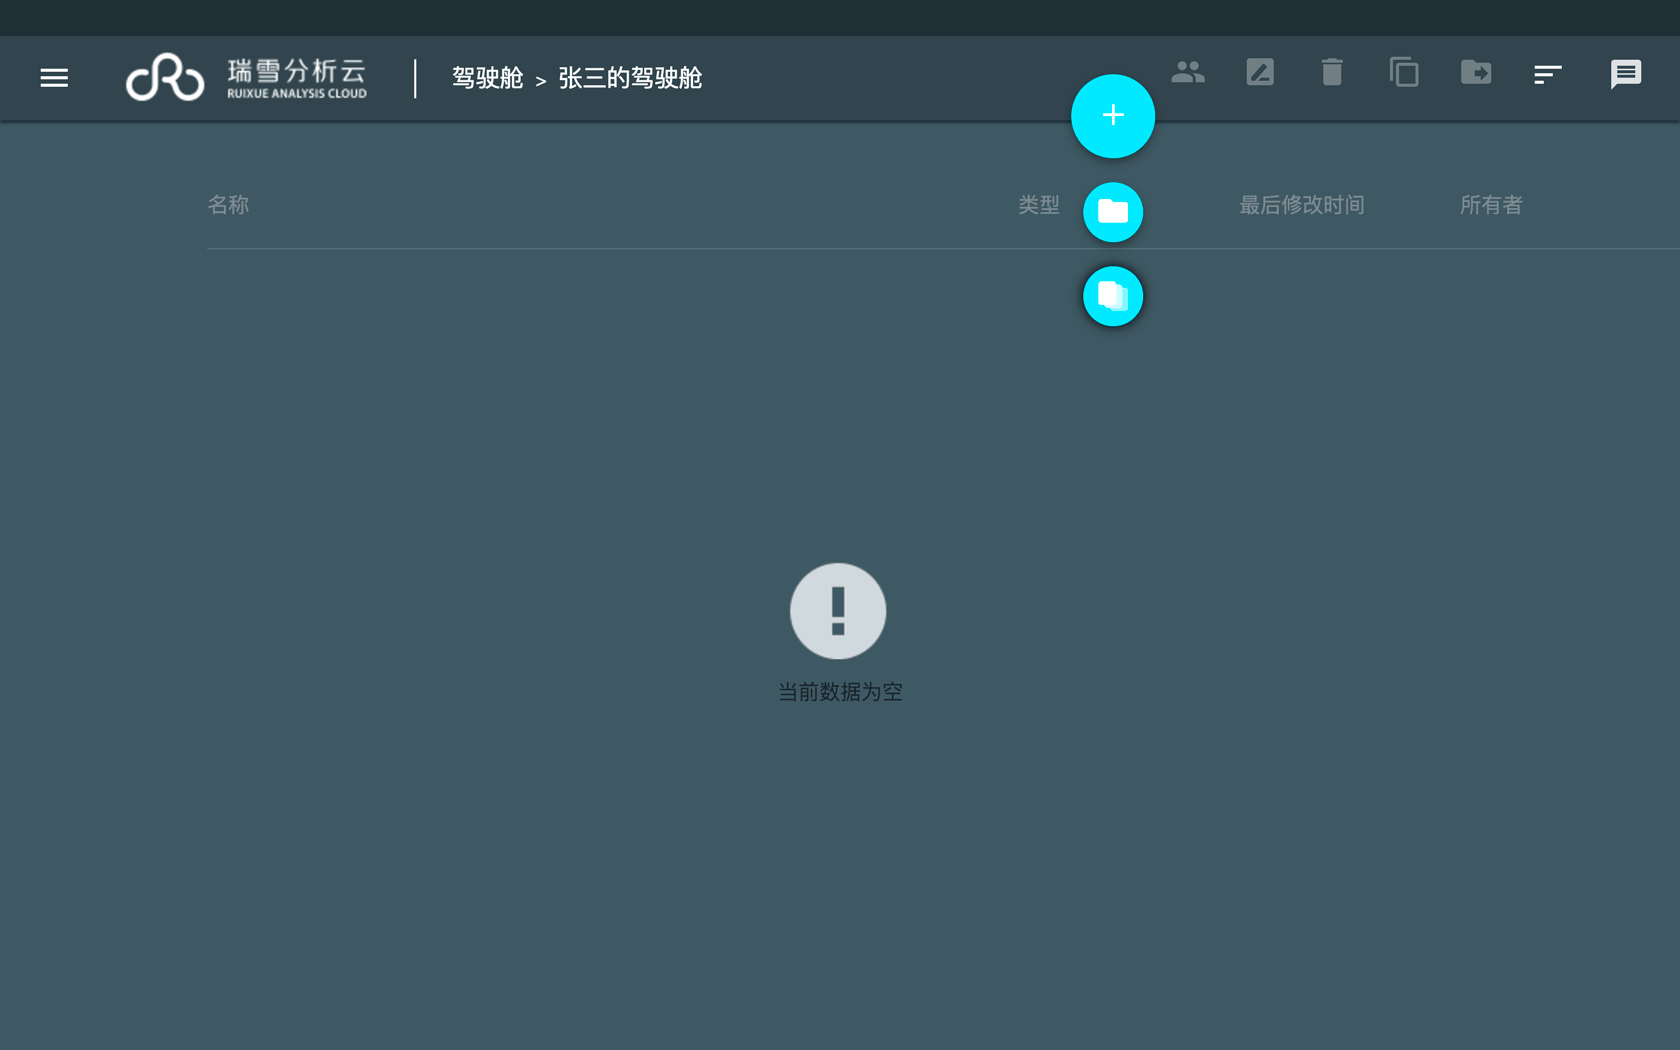 瑞雪分析云
RUIXUE ANALYSIS CLOUD
驾驶舱 > 张三的驾驶舱
名称 类型 最后修改时间 所有者
当前数据为空